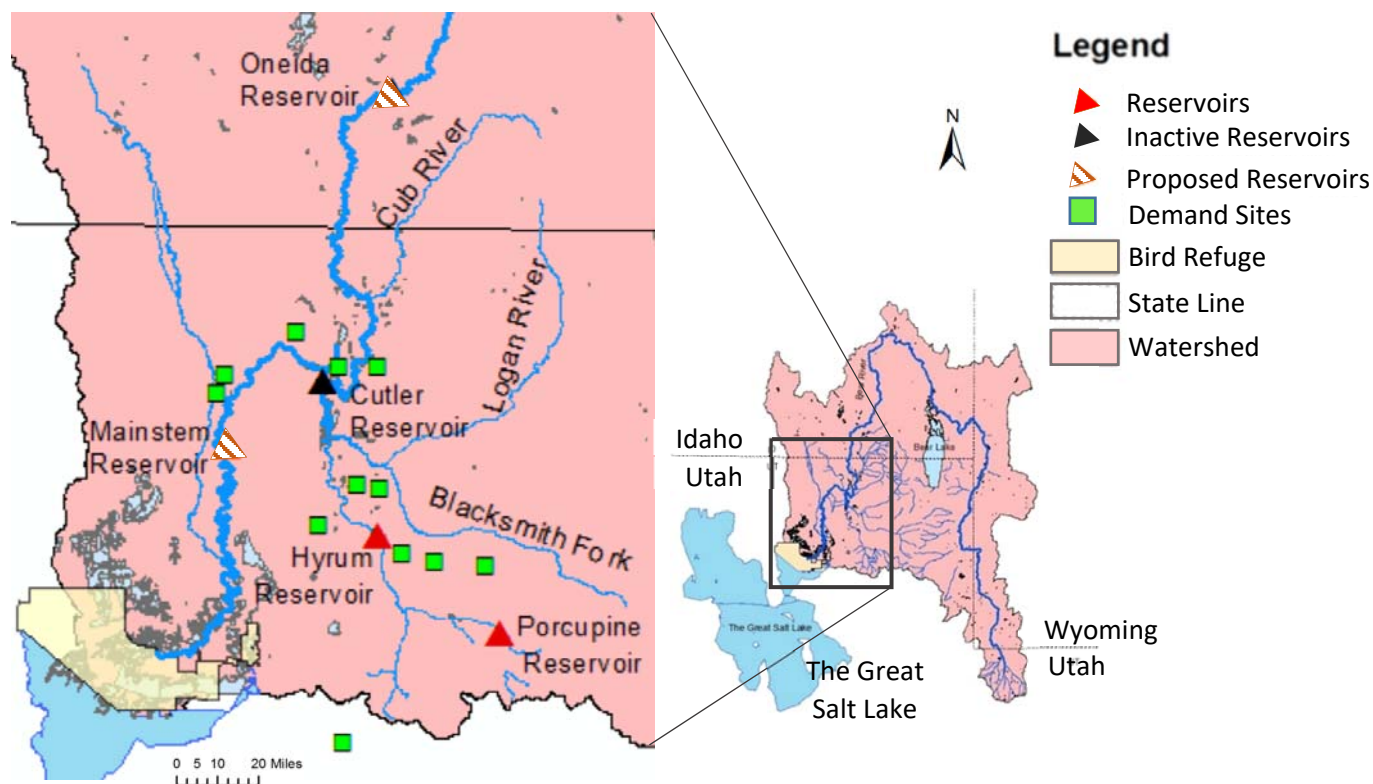 Oneida
Reservoir
Cub River
Logan River
Cutler
Reservoir
Mainstem
Reservoir
Blacksmith Fork
Hyrum
Reservoir
Porcupine
Reservoir
0 5 10 20 Miles
Legend
Reservoirs
Inactive Reservoirs
Proposed Reservoirs
Demand Sites
Bird Refuge
State Line
Watershed
N
Bear River
Bear Lake
Idaho
Utah
The Great Salt Lake
The Great
Salt Lake
Wyoming
Utah